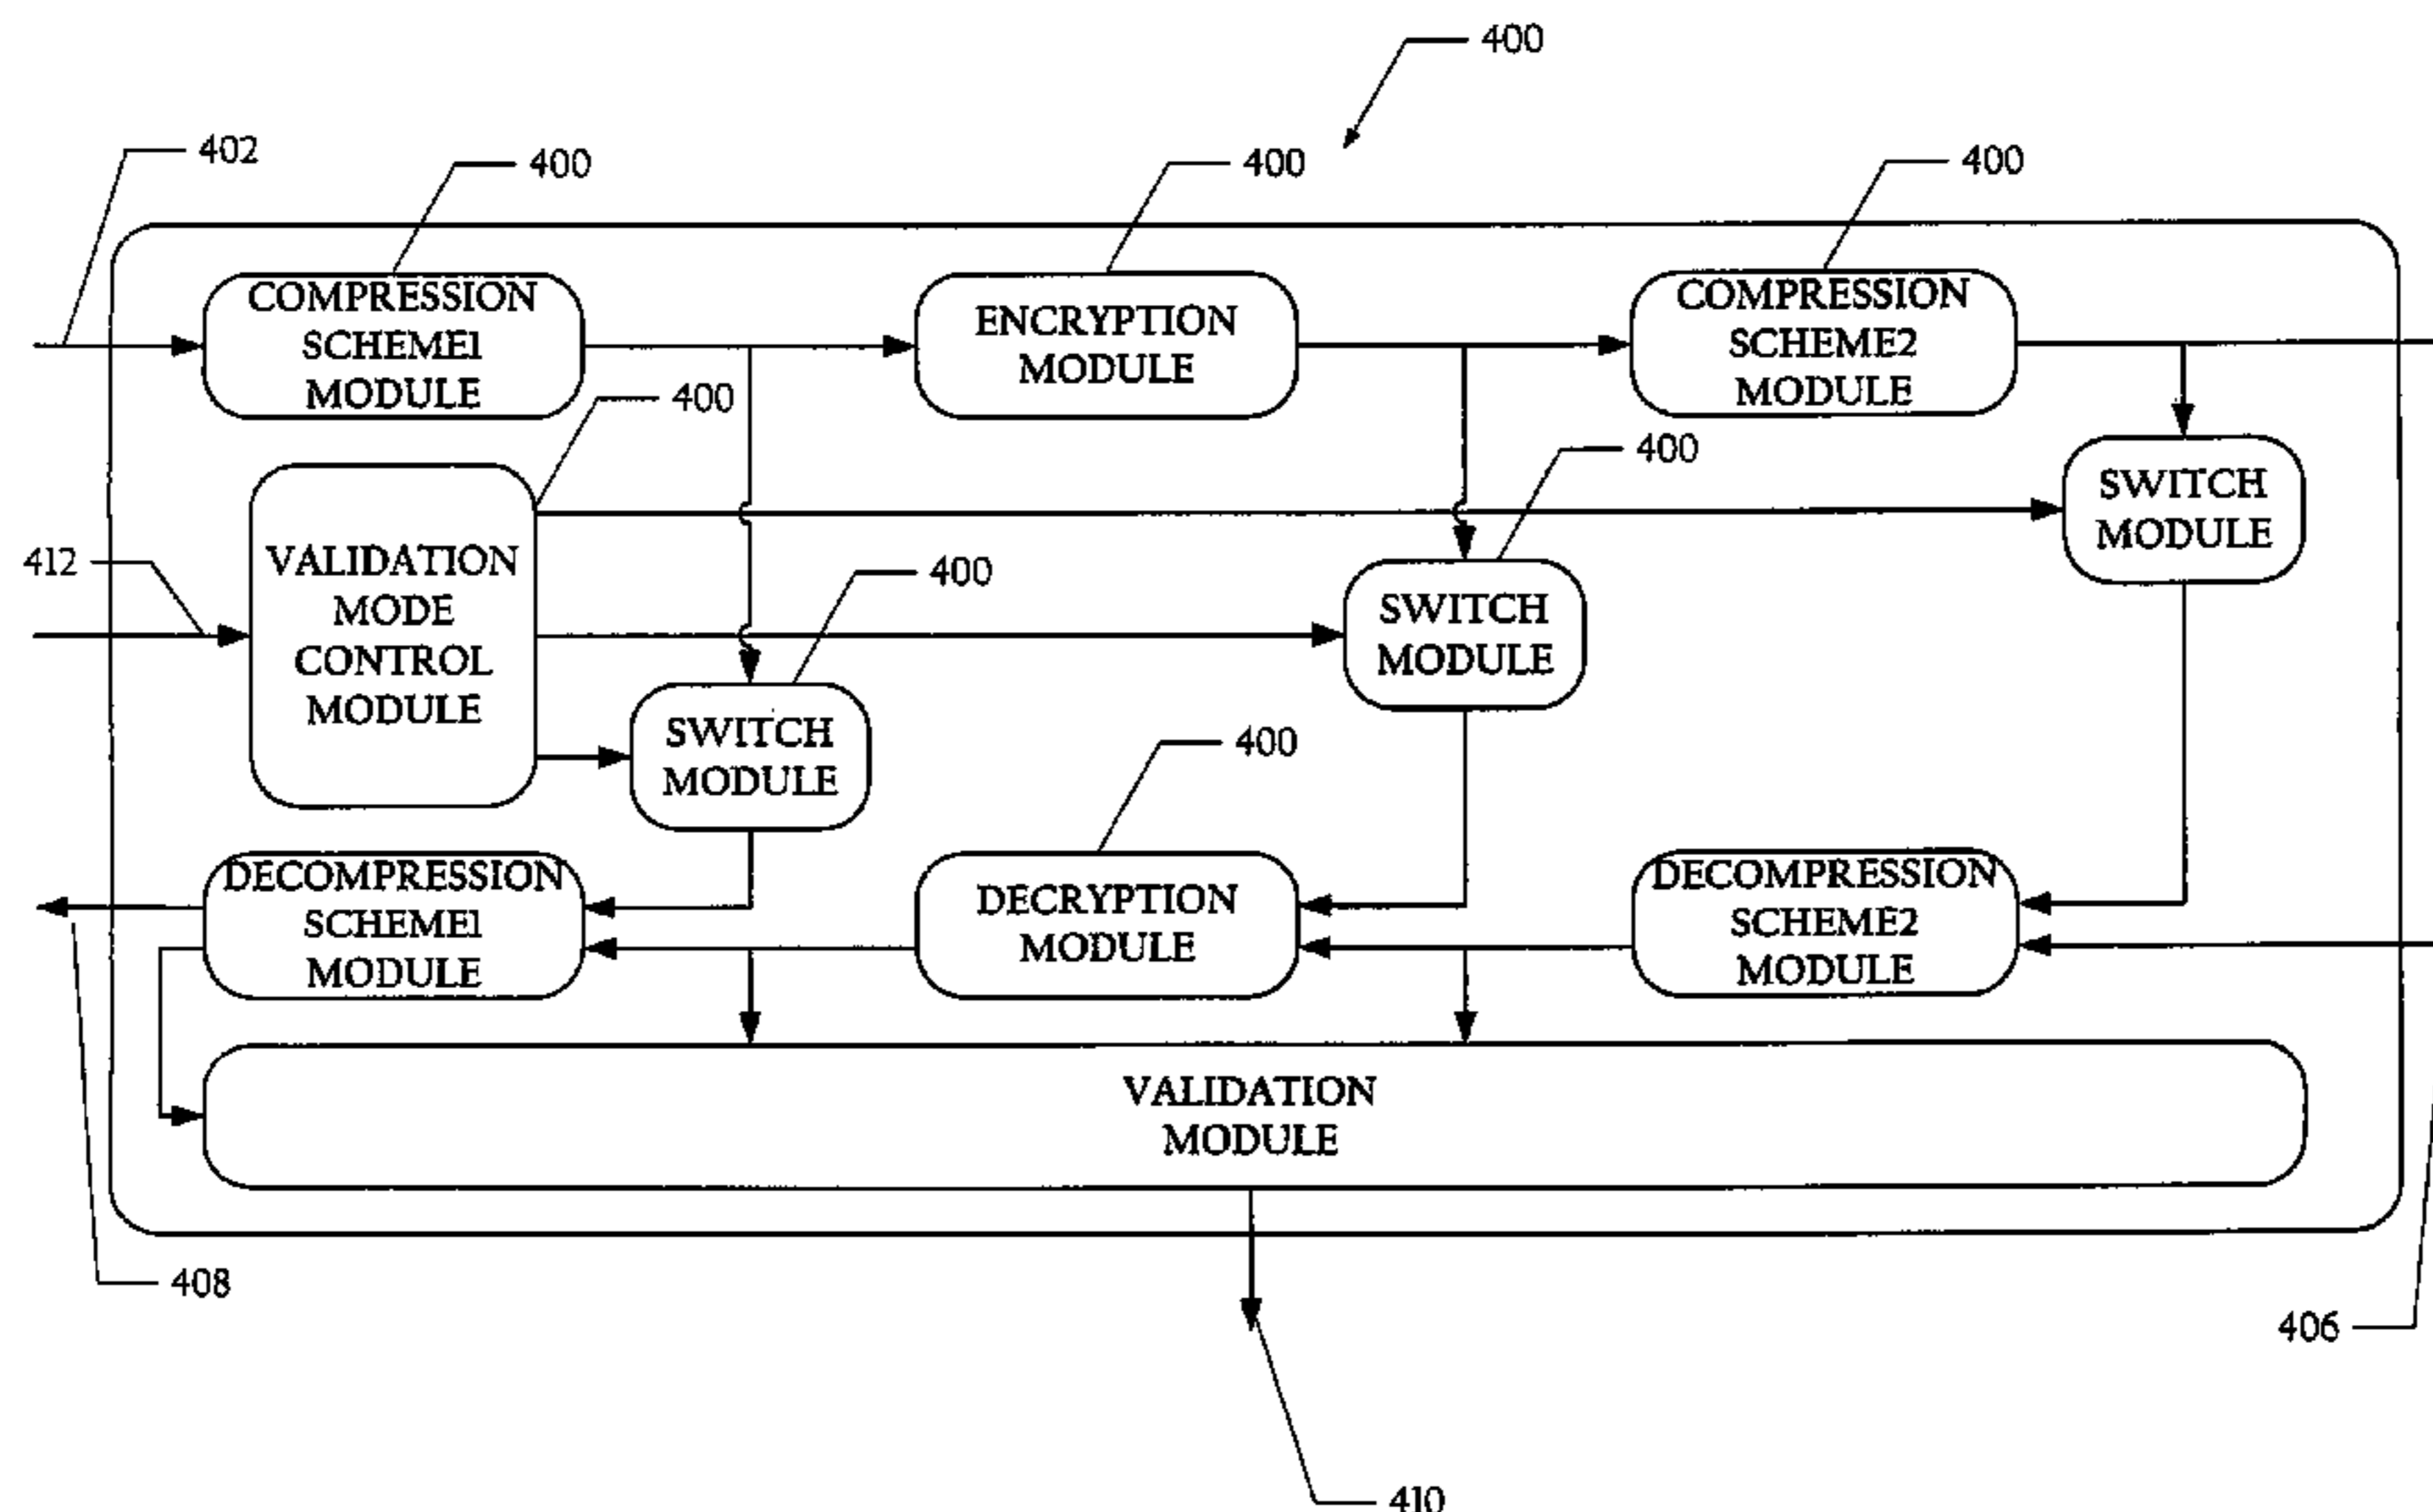 400
402
400
400
400
COMPRESSION
SCHEME1
MODULE
ENCRYPTION
MODULE
COMPRESSION
SCHEME2
MODULE
400
400
SWITCH
MODULE
412
VALIDATION
MODE
CONTROL
MODULE
400
SWITCH
MODULE
SWITCH
MODULE
400
DECOMPRESSION
SCHEME1
MODULE
DECRYPTION
MODULE
DECOMPRESSION
SCHEME2
MODULE
VALIDATION
MODULE
408
406
410